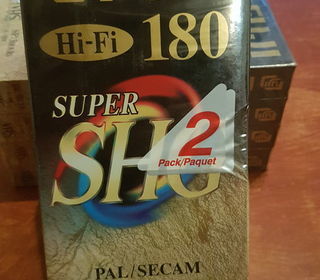 Hi-Fi 180
SUPER
SHG
2
Pack/Paquet
PAL/SECAM